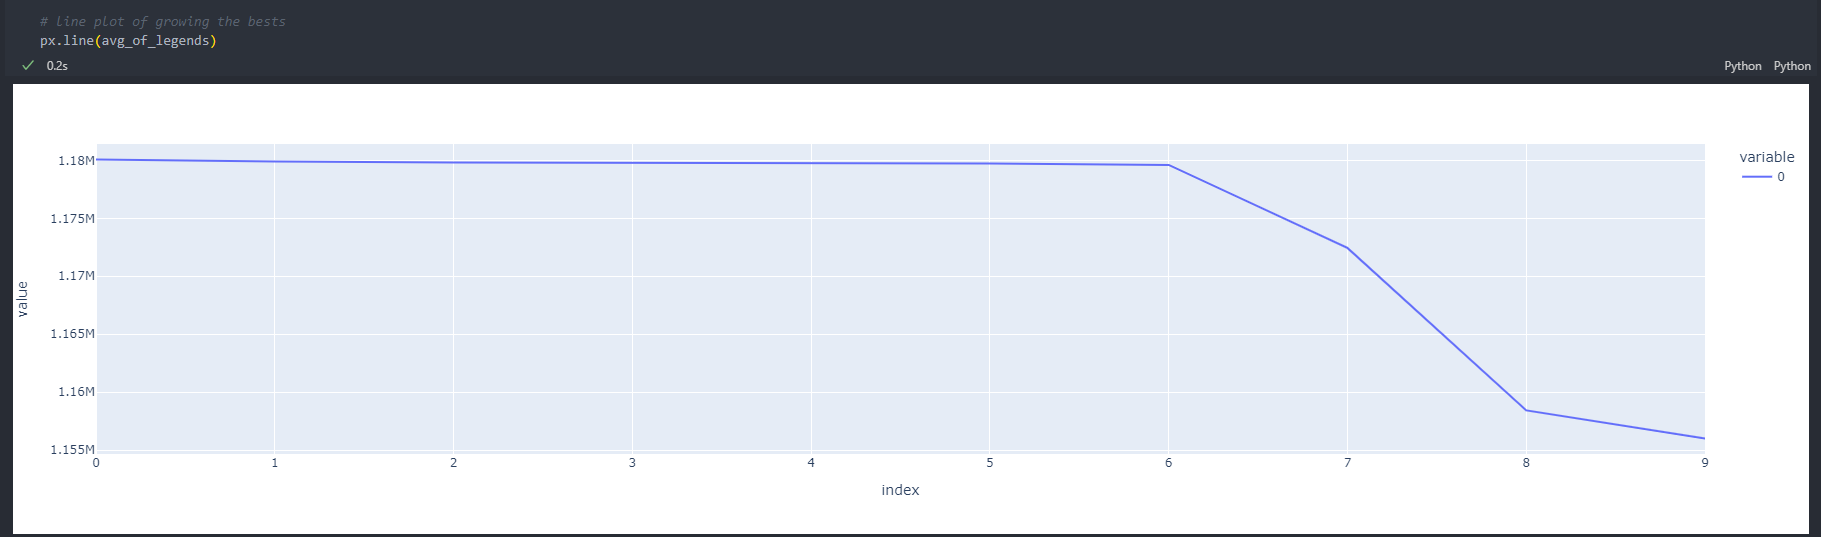 # line plot of growing the bests
px.line(avg_of_legends)
0.2s
Python Python
variable
0
value
1.18M
1.175M
1.17M
1.165M
1.16M
1.155M
0 1 2 3 4 5 6 7 8 9
index